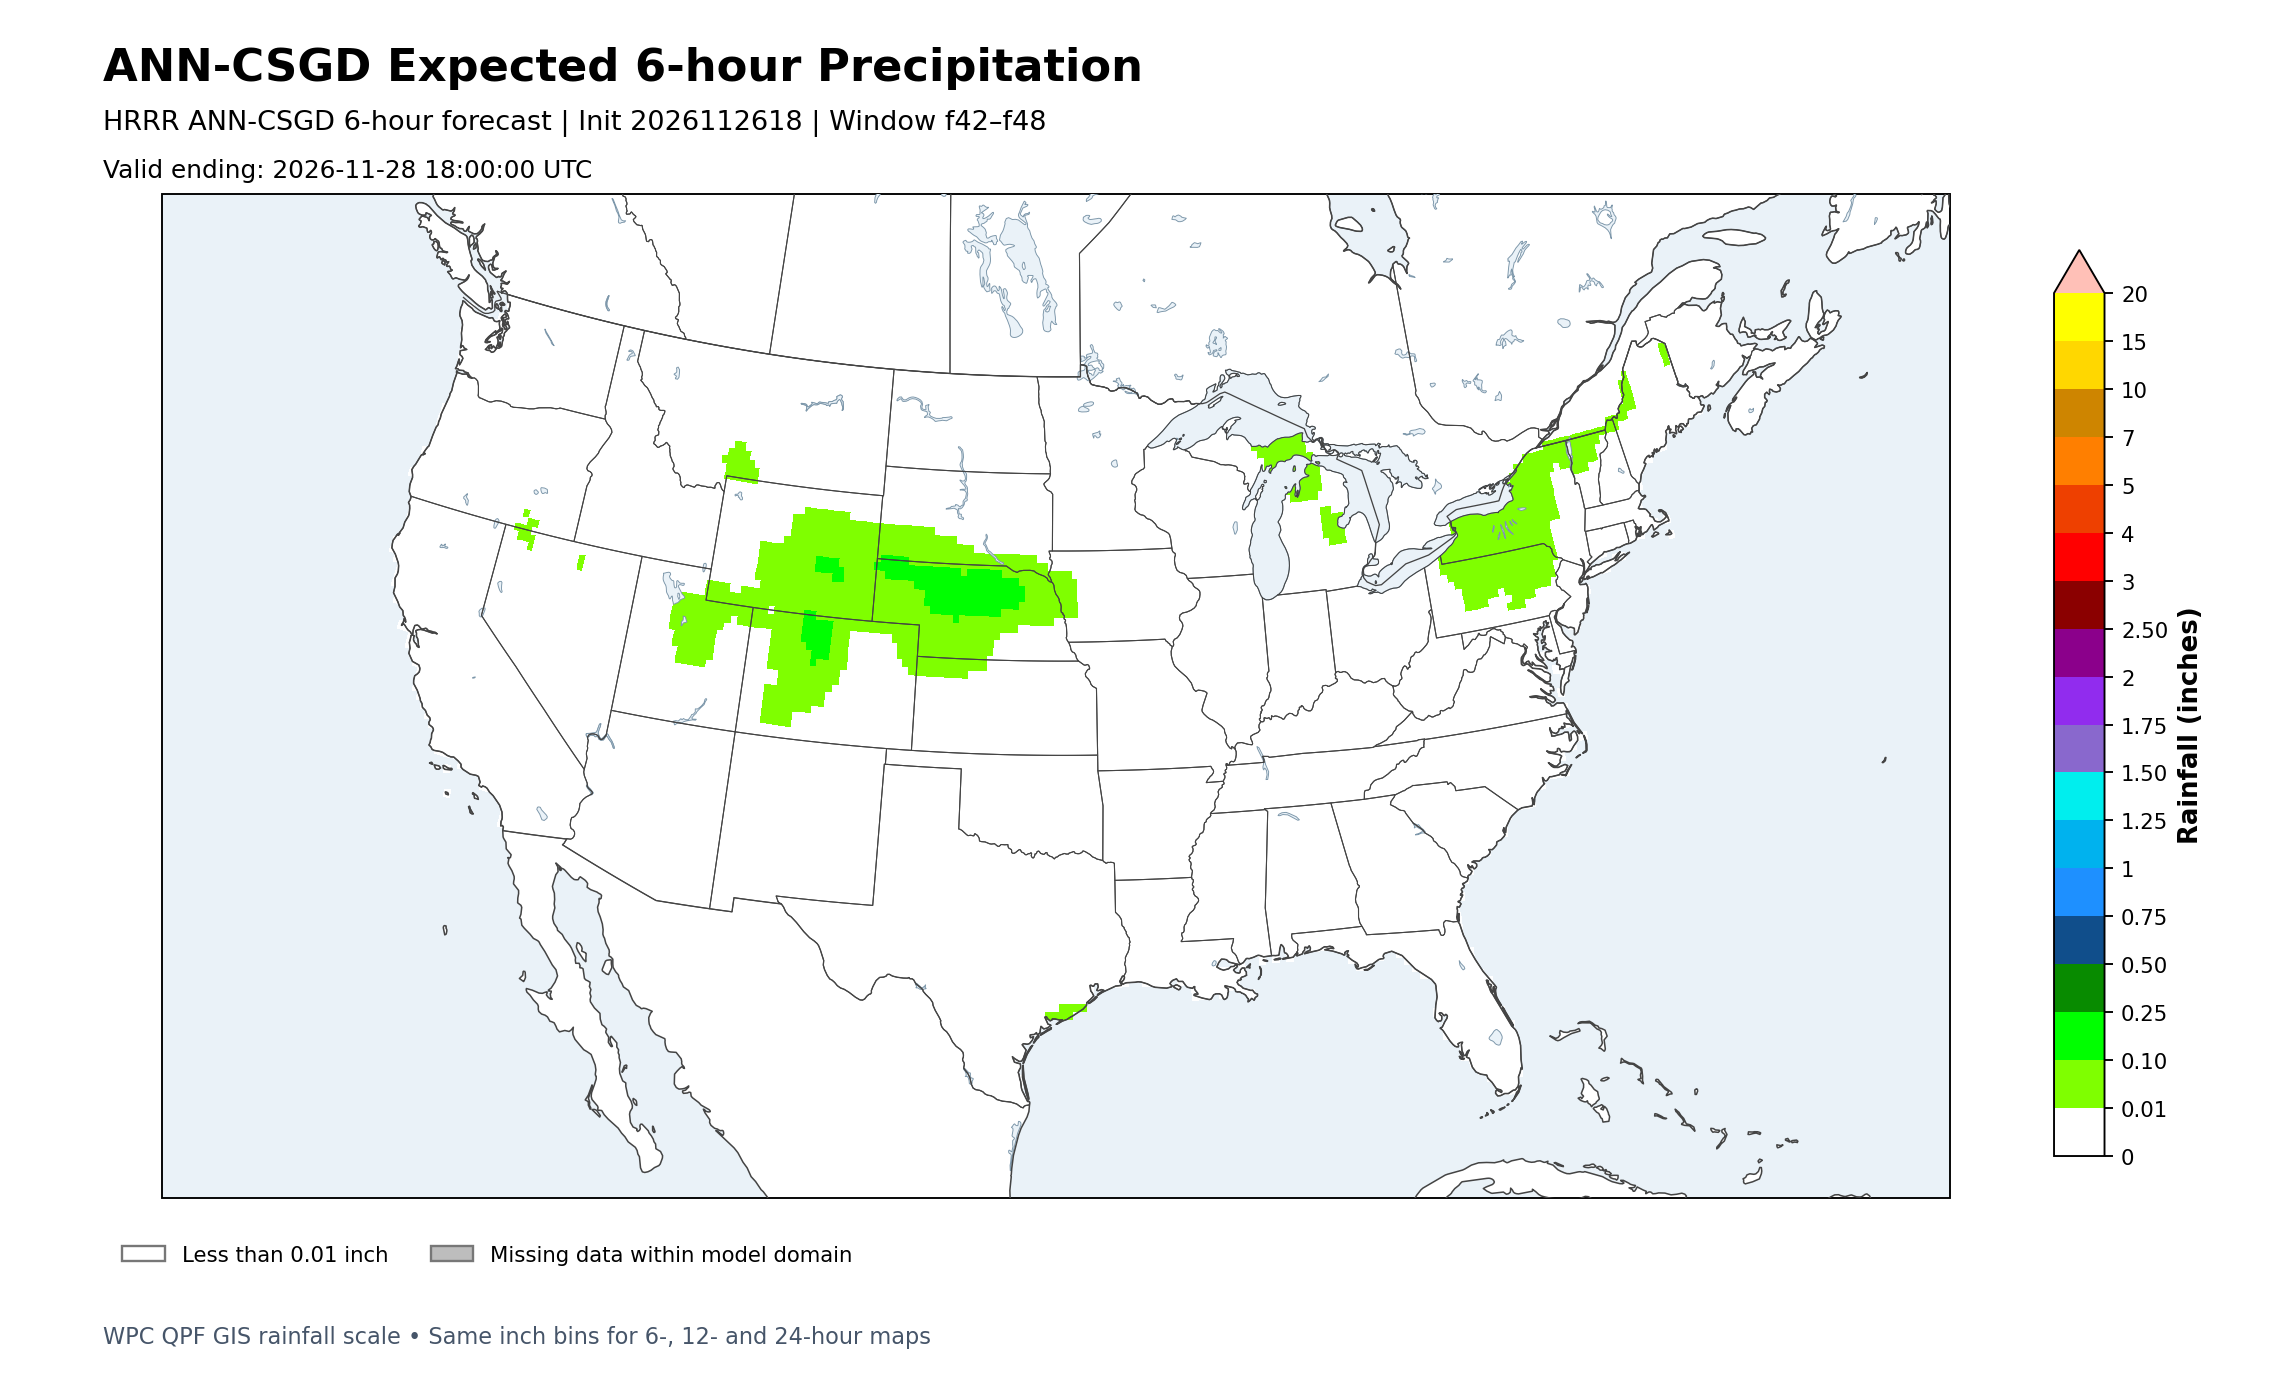 ANN-CSGD Expected 6-hour Precipitation
HRRR ANN-CSGD 6-hour forecast | Init 2026112618 | Window f42–f48
Valid ending: 2026-11-28 18:00:00 UTC
20
15
10
7
5
4
3
2.50
2
1.75
1.50
1.25
1
0.75
0.50
0.25
0.10
0.01
0
Rainfall (inches)
Less than 0.01 inch
Missing data within model domain
WPC QPF GIS rainfall scale • Same inch bins for 6-, 12- and 24-hour maps